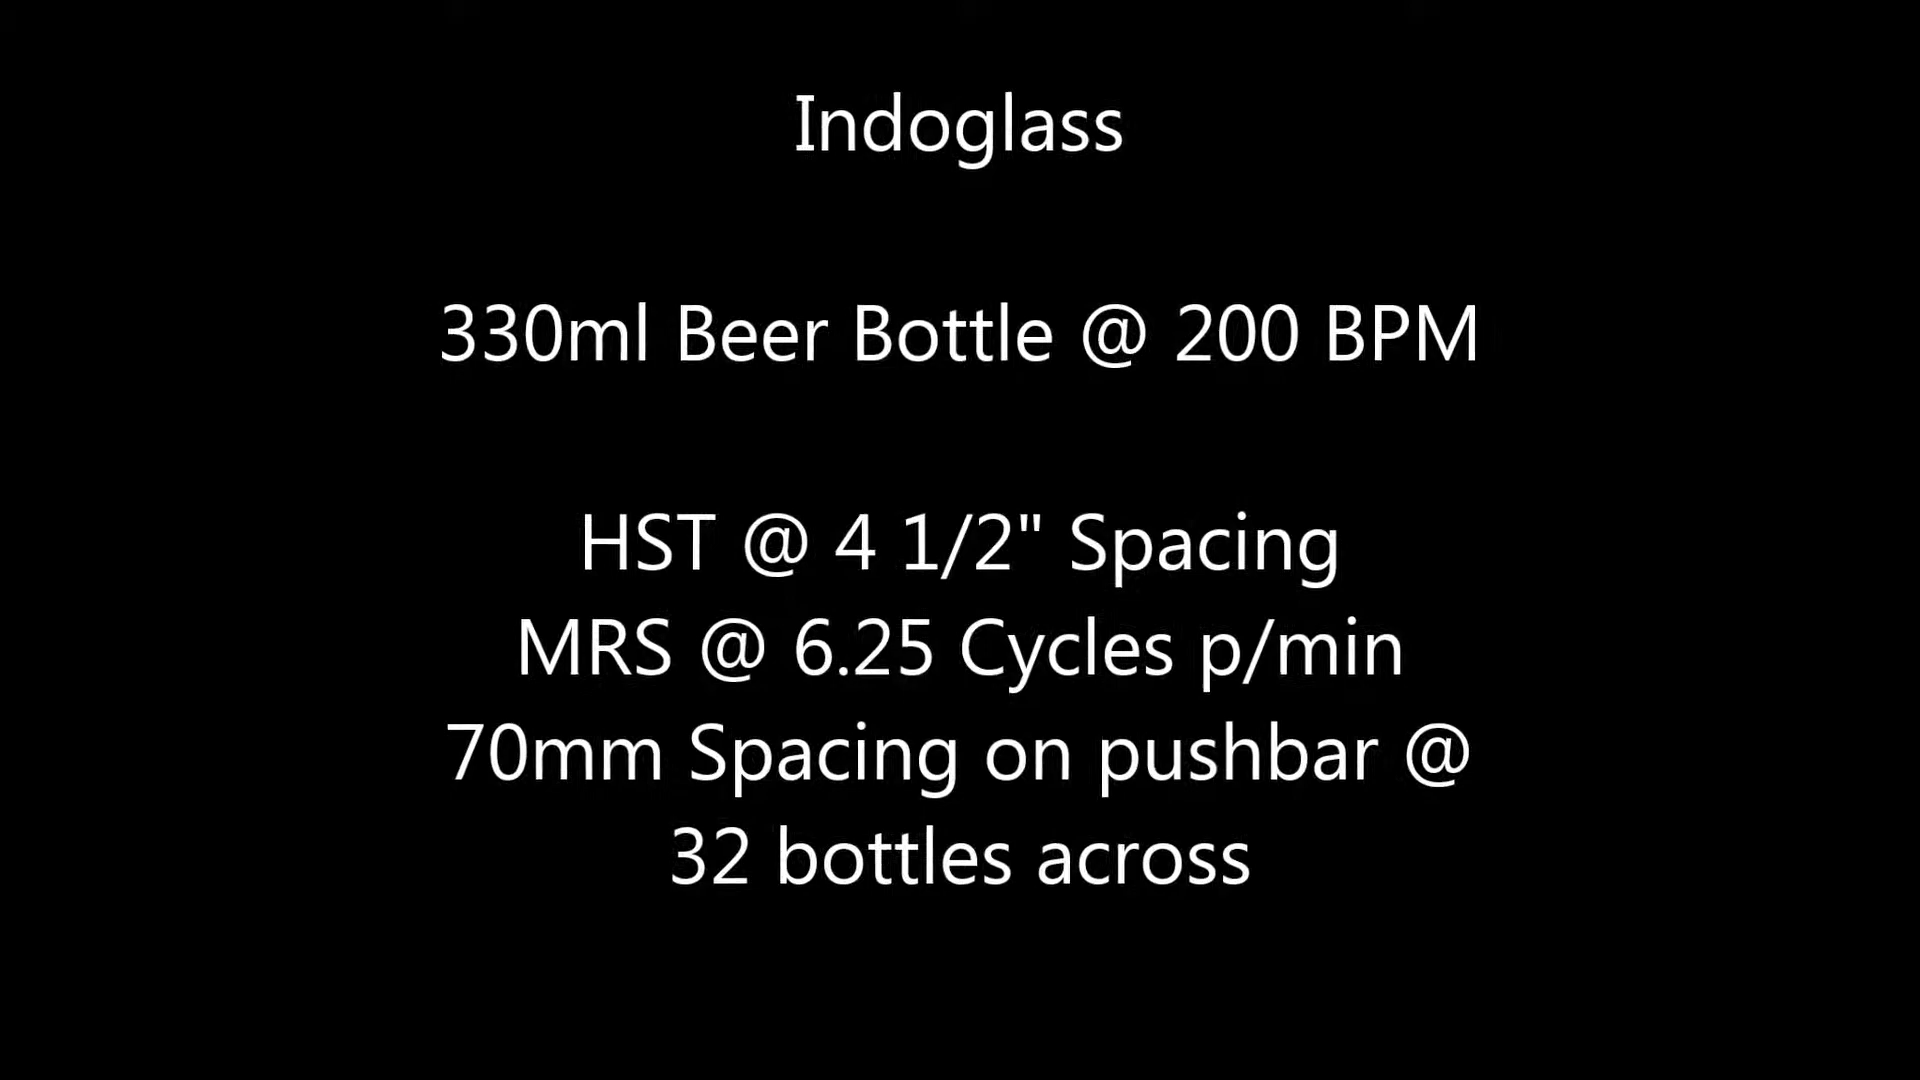 Indoglass
330ml Beer Bottle @ 200 BPM
HST @ 4 1/2" Spacing
MRS @ 6.25 Cycles p/min
70mm Spacing on pushbar @
32 bottles across